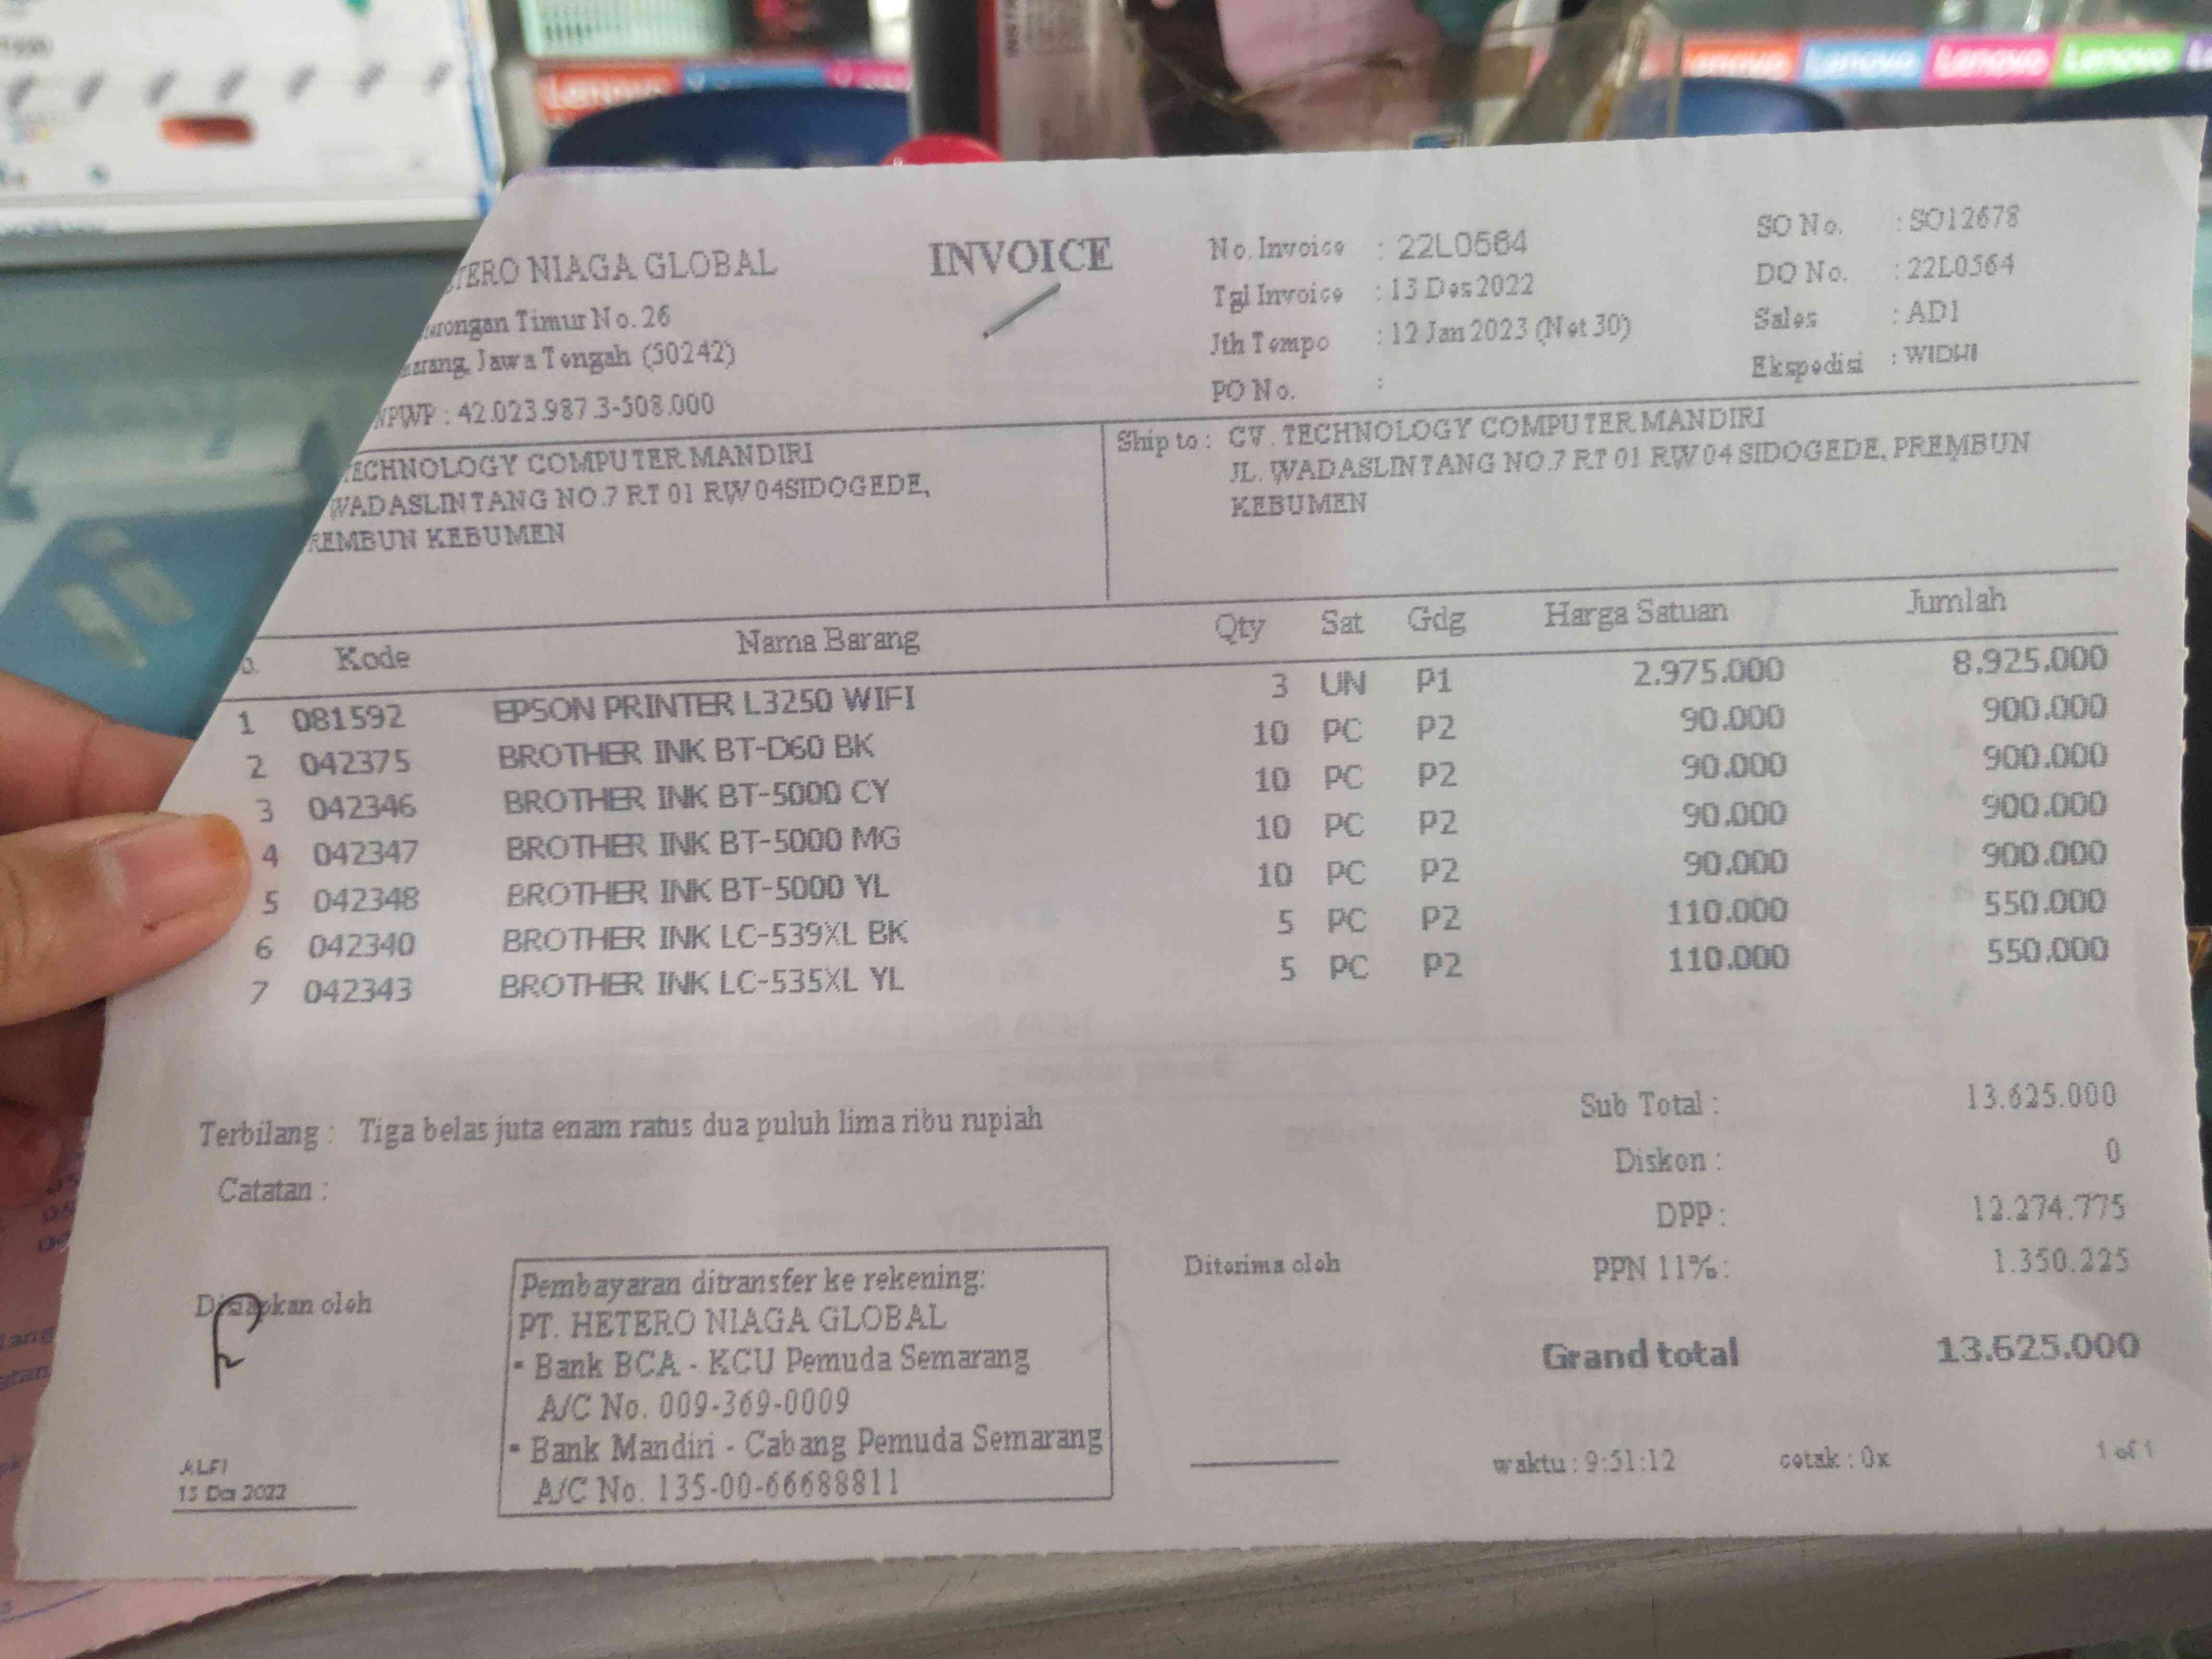 TERO NIAGA GLOBAL
INVOICE
erongan Timur No. 26
arang, Jawa Tengah (50242)
NPWP : 42.023.987.3-508.000
No. Invoice : 22L0564
Tgl Invoice : 13 Des 2022
Jth Tempo : 12 Jan 2023 (Net 30)
PO No. :
SO No. : SO12678
DO No. : 22L0564
Sales : ADI
Ekspedisi : WIDHI
TECHNOLOGY COMPUTER MANDIRI
WADASLINTANG NO.7 RT 01 RW 04SIDOGEDE,
REMBUN KEBUMEN
Ship to : CV. TECHNOLOGY COMPUTER MANDIRI
JL. WADASLINTANG NO.7 RT 01 RW 04 SIDOGEDE, PREMBUN
KEBUMEN
o. Kode Nama Barang Qty Sat Gdg Harga Satuan Jumlah
1 081592 EPSON PRINTER L3250 WIFI 3 UN P1 2.975.000 8.925.000
2 042375 BROTHER INK BT-D60 BK 10 PC P2 90.000 900.000
3 042346 BROTHER INK BT-5000 CY 10 PC P2 90.000 900.000
4 042347 BROTHER INK BT-5000 MG 10 PC P2 90.000 900.000
5 042348 BROTHER INK BT-5000 YL 10 PC P2 90.000 900.000
6 042340 BROTHER INK LC-539XL BK 5 PC P2 110.000 550.000
7 042343 BROTHER INK LC-535XL YL 5 PC P2 110.000 550.000
Terbilang : Tiga belas juta enam ratus dua puluh lima ribu rupiah
Catatan :
Sub Total : 13.625.000
Diskon : 0
DPP : 12.274.775
PPN 11% : 1.350.225
Grand total 13.625.000
Disiapkan oleh
ALFI
13 Des 2022
Pembayaran ditransfer ke rekening:
PT. HETERO NIAGA GLOBAL
- Bank BCA - KCU Pemuda Semarang
A/C No. 009-369-0009
- Bank Mandiri - Cabang Pemuda Semarang
A/C No. 135-00-66688811
Diterima oleh
waktu : 9:51:12 cetak : 0x 1 of 1
Lenovo
Lenovo
Lenovo
Lenovo
Lenovo